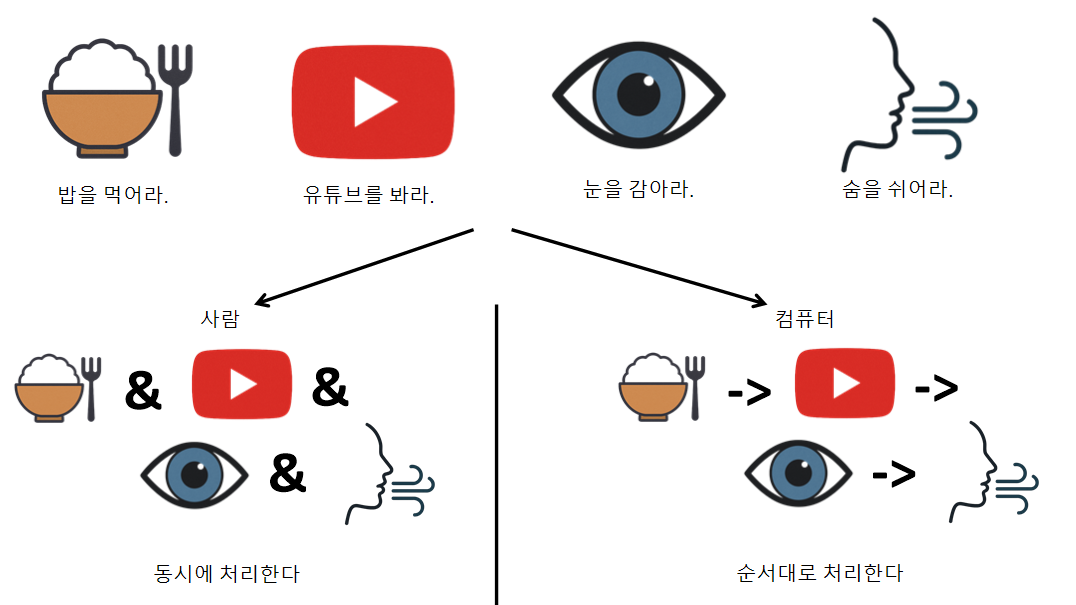 밥을 먹어라.
유튜브를 봐라.
눈을 감아라.
숨을 쉬어라.
사람
컴퓨터
& &
-> ->
&
->
동시에 처리한다
순서대로 처리한다